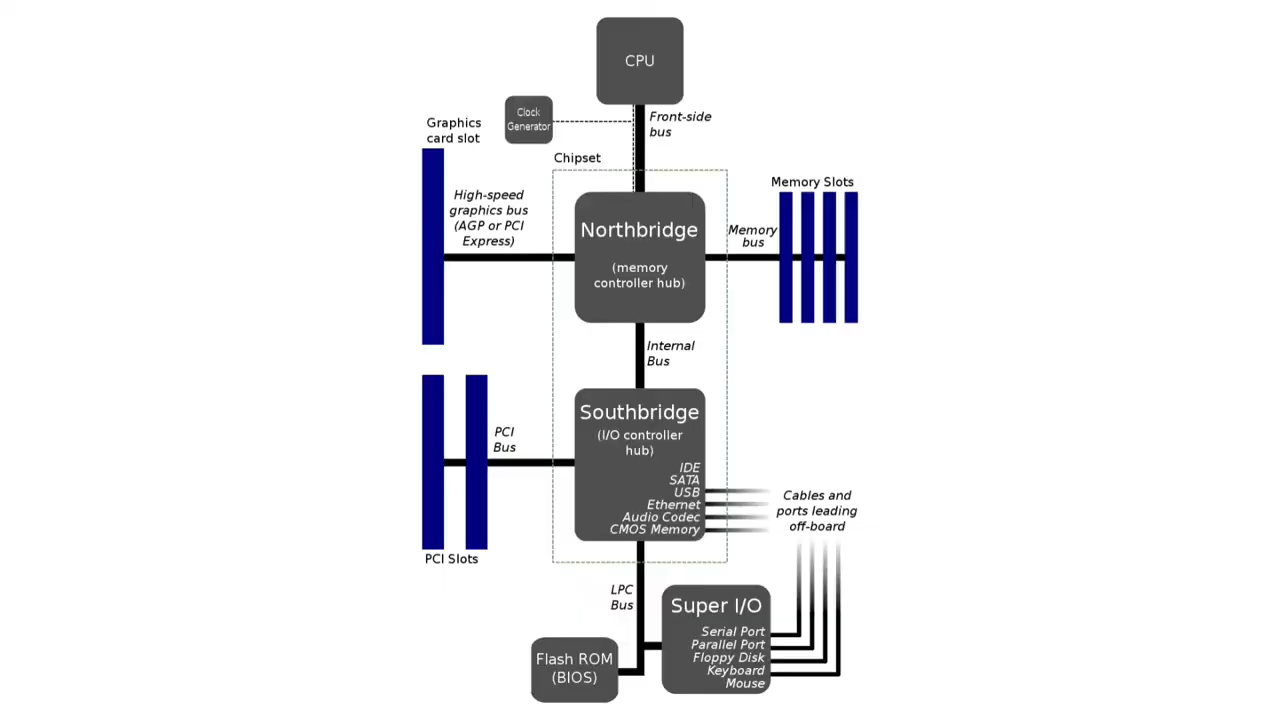 CPU
Clock
Generator
Front-side
bus
Graphics
card slot
Chipset
Memory Slots
High-speed
graphics bus
(AGP or PCI
Express)
Northbridge
(memory
controller hub)
Memory
bus
Internal
Bus
Southbridge
(I/O controller
hub)
PCI
Bus
IDE
SATA
USB
Ethernet
Audio Codec
CMOS Memory
Cables and
ports leading
off-board
PCI Slots
LPC
Bus
Super I/O
Serial Port
Parallel Port
Floppy Disk
Keyboard
Mouse
Flash ROM
(BIOS)